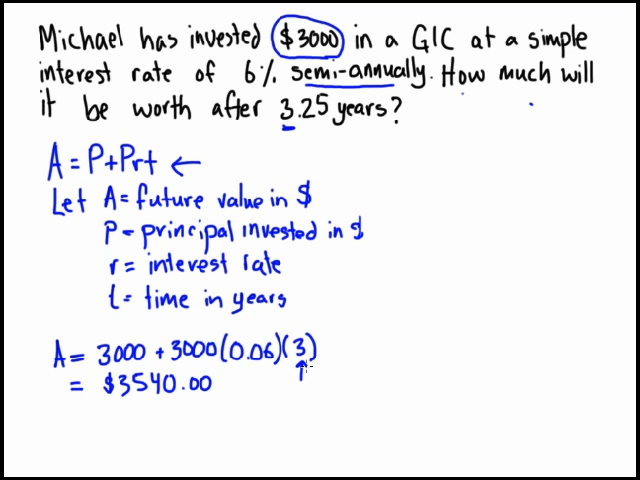 Michael has invested $3000 in a GIC at a simple
interest rate of 6% semi-annually. How much will
it be worth after 3.25 years?
A = P+Prt ←
Let A = future value in $
P = principal invested in $
r = interest rate
t = time in years
A = 3000 + 3000(0.06)(3)
= $3540.00